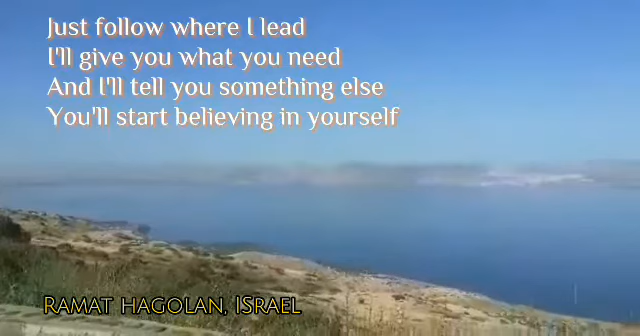 Just follow where I lead
I'll give you what you need
And I'll tell you something else
You'll start believing in yourself
Ramat haGolan, Israel